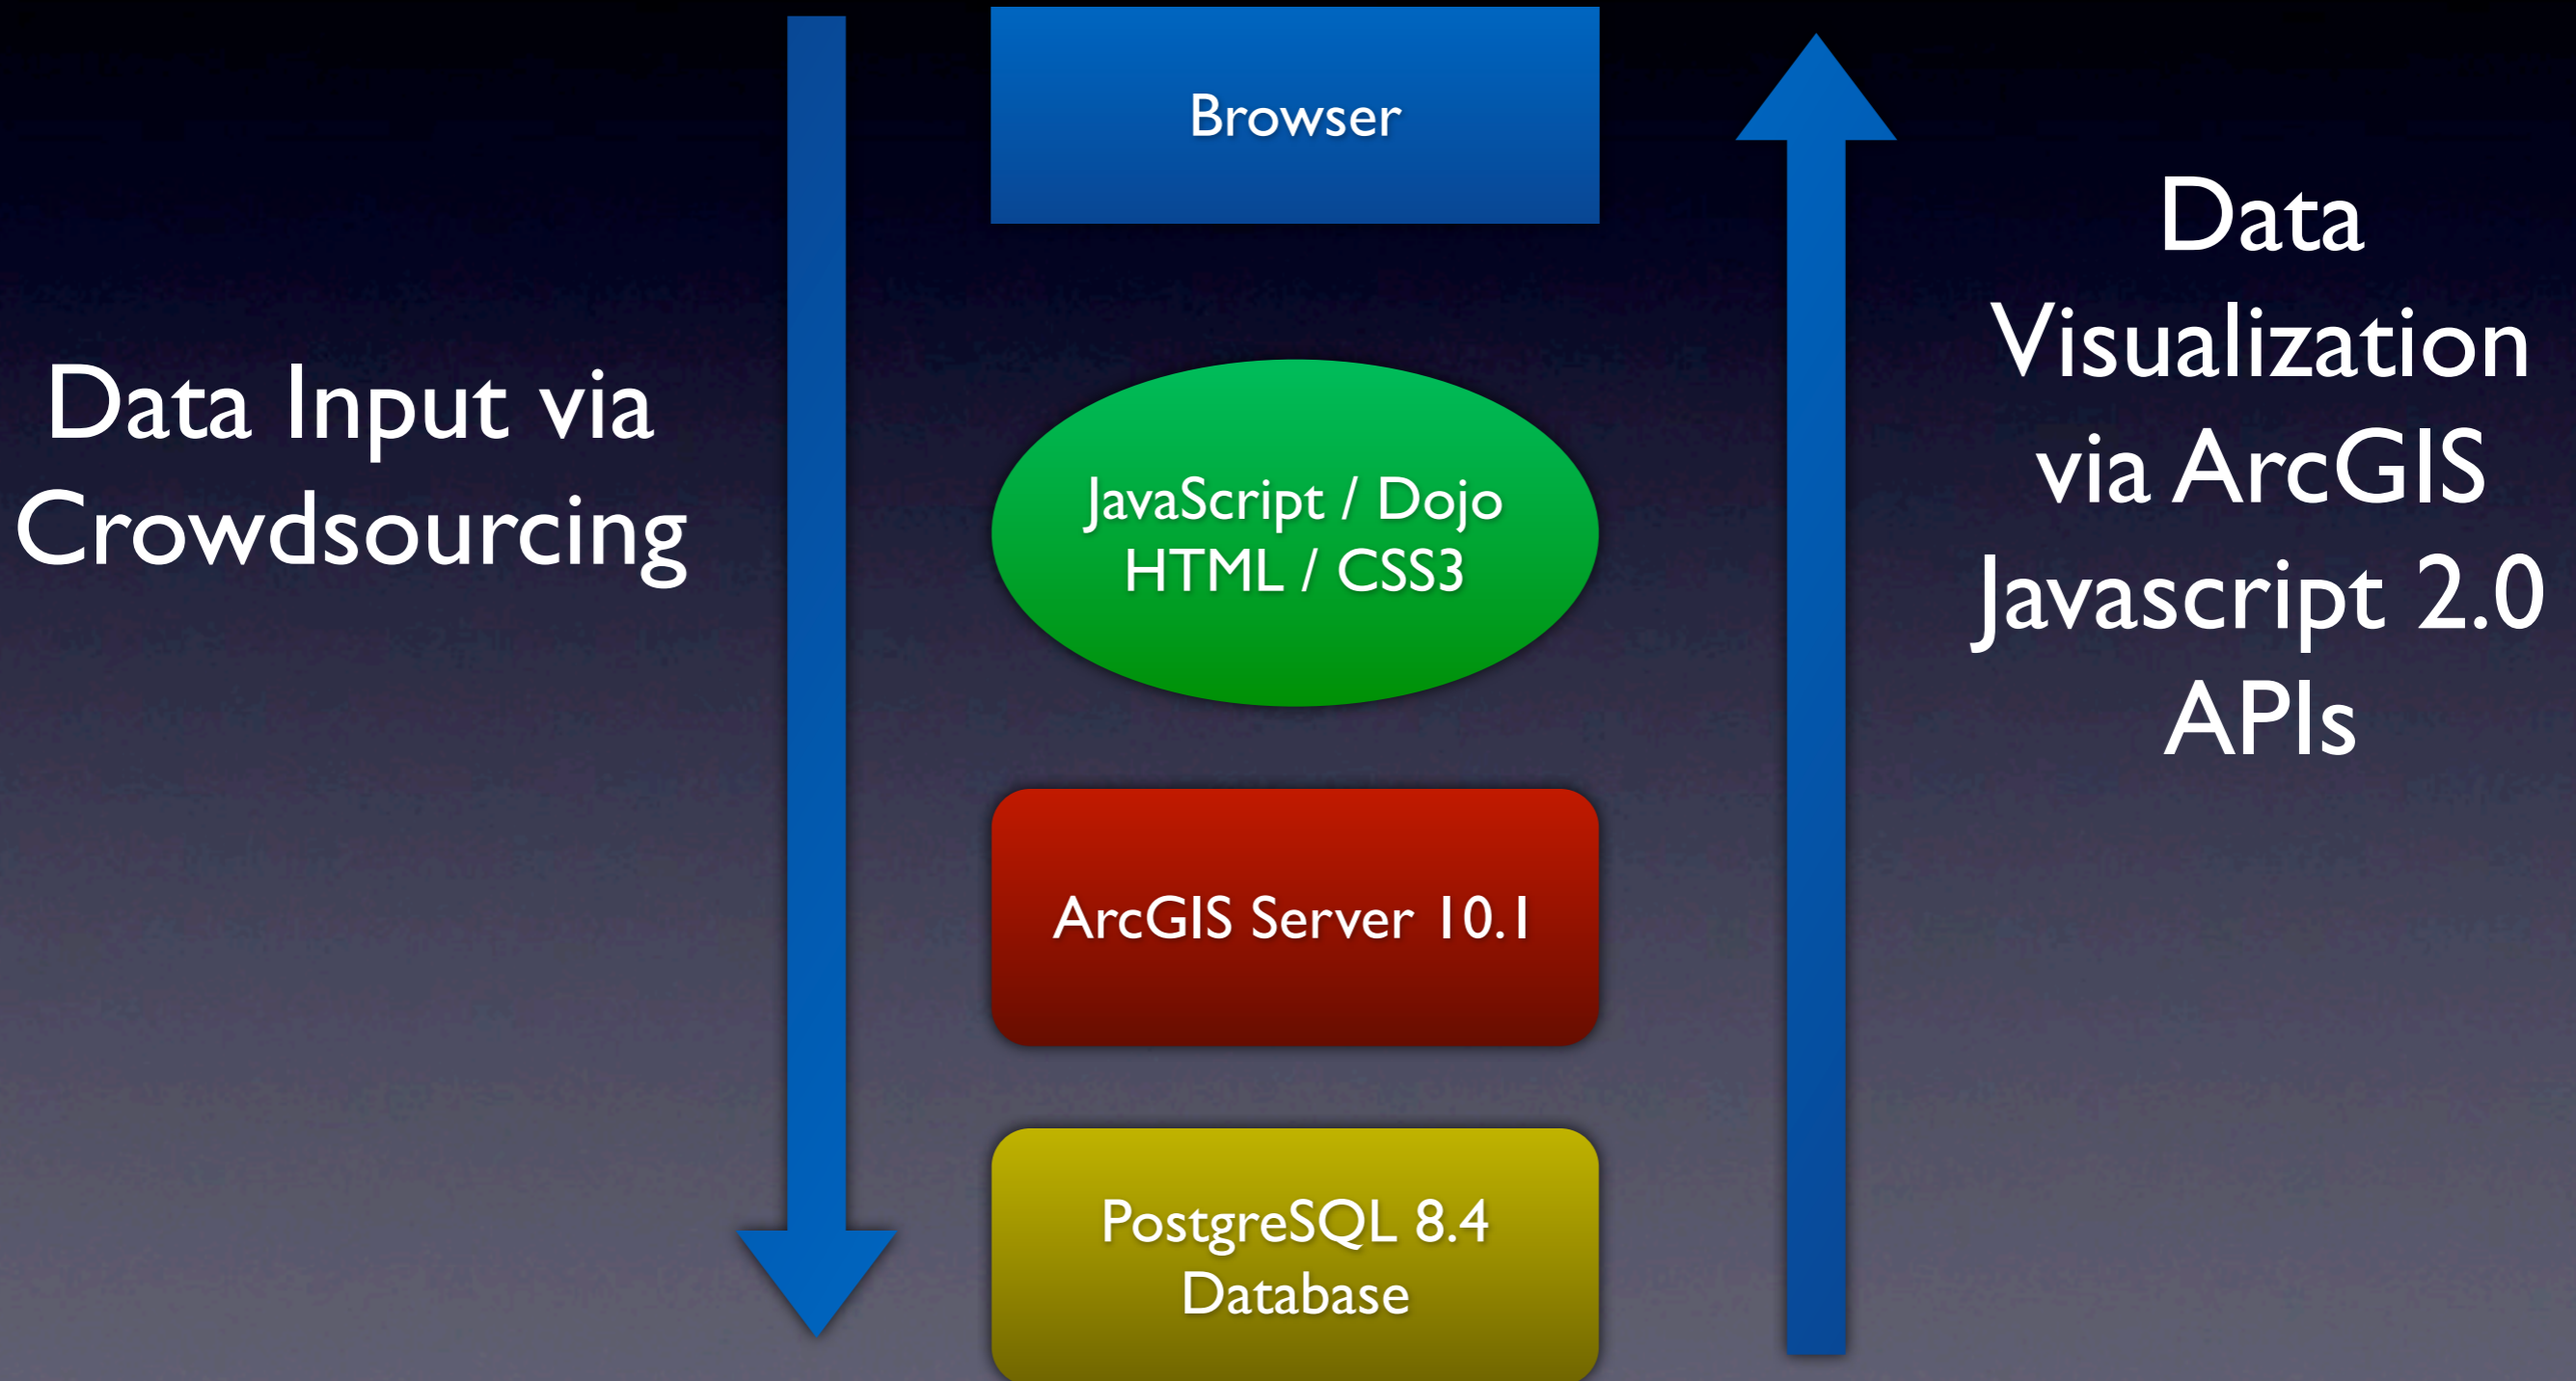 Data Input via
Crowdsourcing
Browser
JavaScript / Dojo
HTML / CSS3
ArcGIS Server 10.1
PostgreSQL 8.4
Database
Data
Visualization
via ArcGIS
Javascript 2.0
APIs